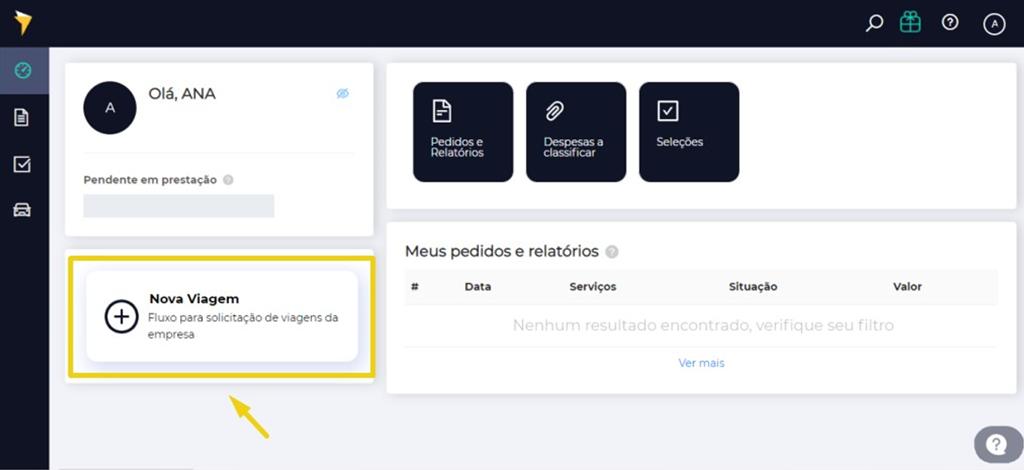 A
A
Olá, ANA
Pendente em prestação ?
Nova Viagem
Fluxo para solicitação de viagens da
empresa
Pedidos e
Relatórios
Despesas a
classificar
Seleções
Meus pedidos e relatórios ?
# Data Serviços Situação Valor
Nenhum resultado encontrado, verifique seu filtro
Ver mais